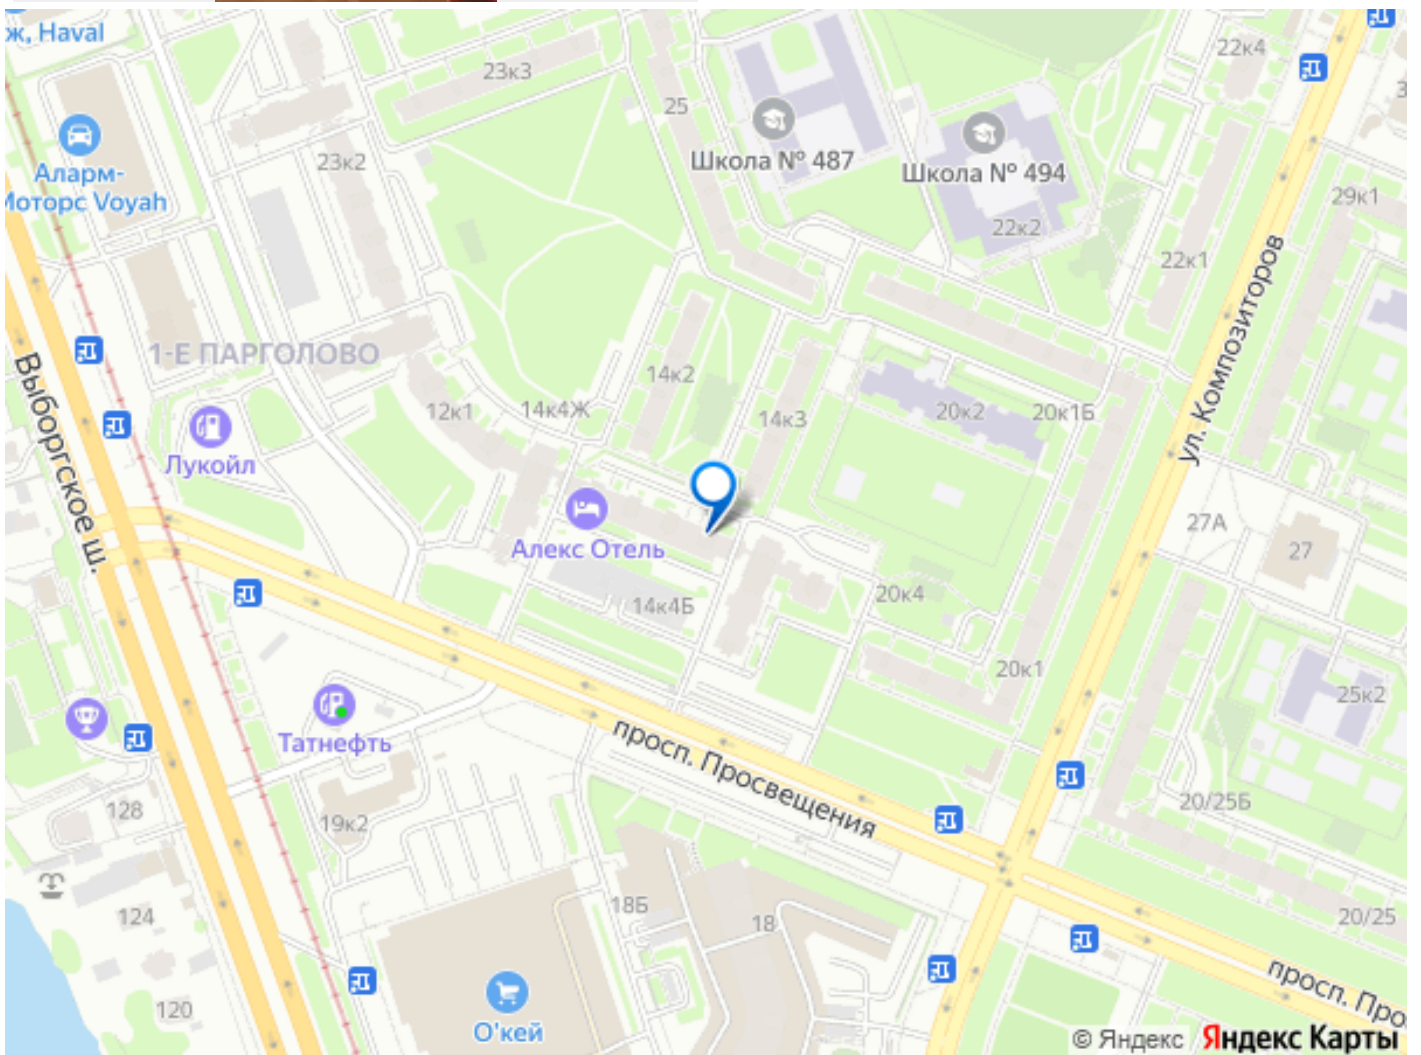 ж, Haval
22к4
23к3
25
Аларм-
Моторс Voyah
23к2
Школа № 487
Школа № 494
29к1
22к2
22к1
ул. Композиторов
1-Е ПАРГОЛОВО
Выборгское ш.
14к2
12к1
14к4Ж
14к3
20к2
20к1Б
Лукойл
27А
27
Алекс Отель
14к4Б
20к4
20к1
25к2
Татнефть
просп. Просвещения
128
19к2
20/25Б
124
18Б
18
20/25
120
О'кей
просп. Про
© Яндекс Яндекс Карты